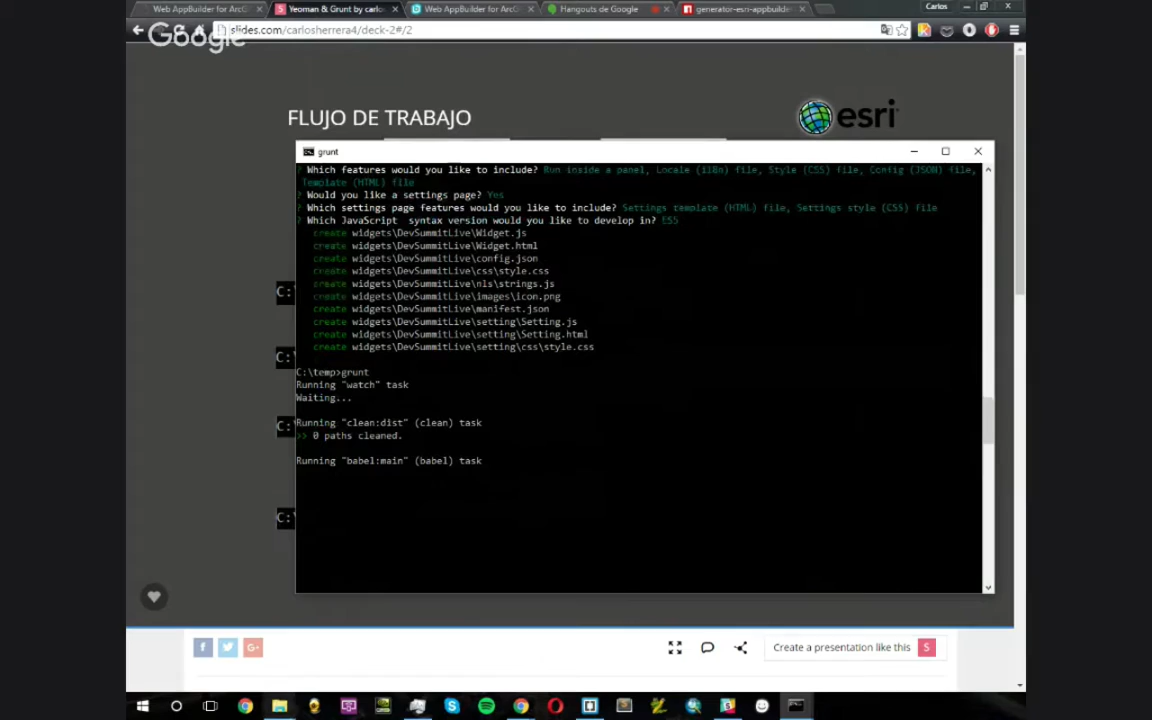 Web AppBuilder for ArcG
Yeoman & Grunt by carlo
Web AppBuilder for ArcG
Hangouts de Google
generator-esri-appbuilde
Carlos
Google
slides.com/carlosherrera4/deck-2#/2
FLUJO DE TRABAJO
esri
grunt
? Which features would you like to include? Run inside a panel, Locale (i18n) file, Style (CSS) file, Config (JSON) file,
Template (HTML) file
? Would you like a settings page? Yes
? Which settings page features would you like to include? Settings template (HTML) file, Settings style (CSS) file
? Which JavaScript syntax version would you like to develop in? ES5
create widgets\DevSummitLive\Widget.js
create widgets\DevSummitLive\Widget.html
create widgets\DevSummitLive\config.json
create widgets\DevSummitLive\css\style.css
create widgets\DevSummitLive\nls\strings.js
create widgets\DevSummitLive\images\icon.png
create widgets\DevSummitLive\manifest.json
create widgets\DevSummitLive\setting\Setting.js
create widgets\DevSummitLive\setting\Setting.html
create widgets\DevSummitLive\setting\css\style.css
C:\temp>grunt
Running "watch" task
Waiting...
Running "clean:dist" (clean) task
>> 0 paths cleaned.
Running "babel:main" (babel) task
C:\
C:\
C:\
C:\
Create a presentation like this
S